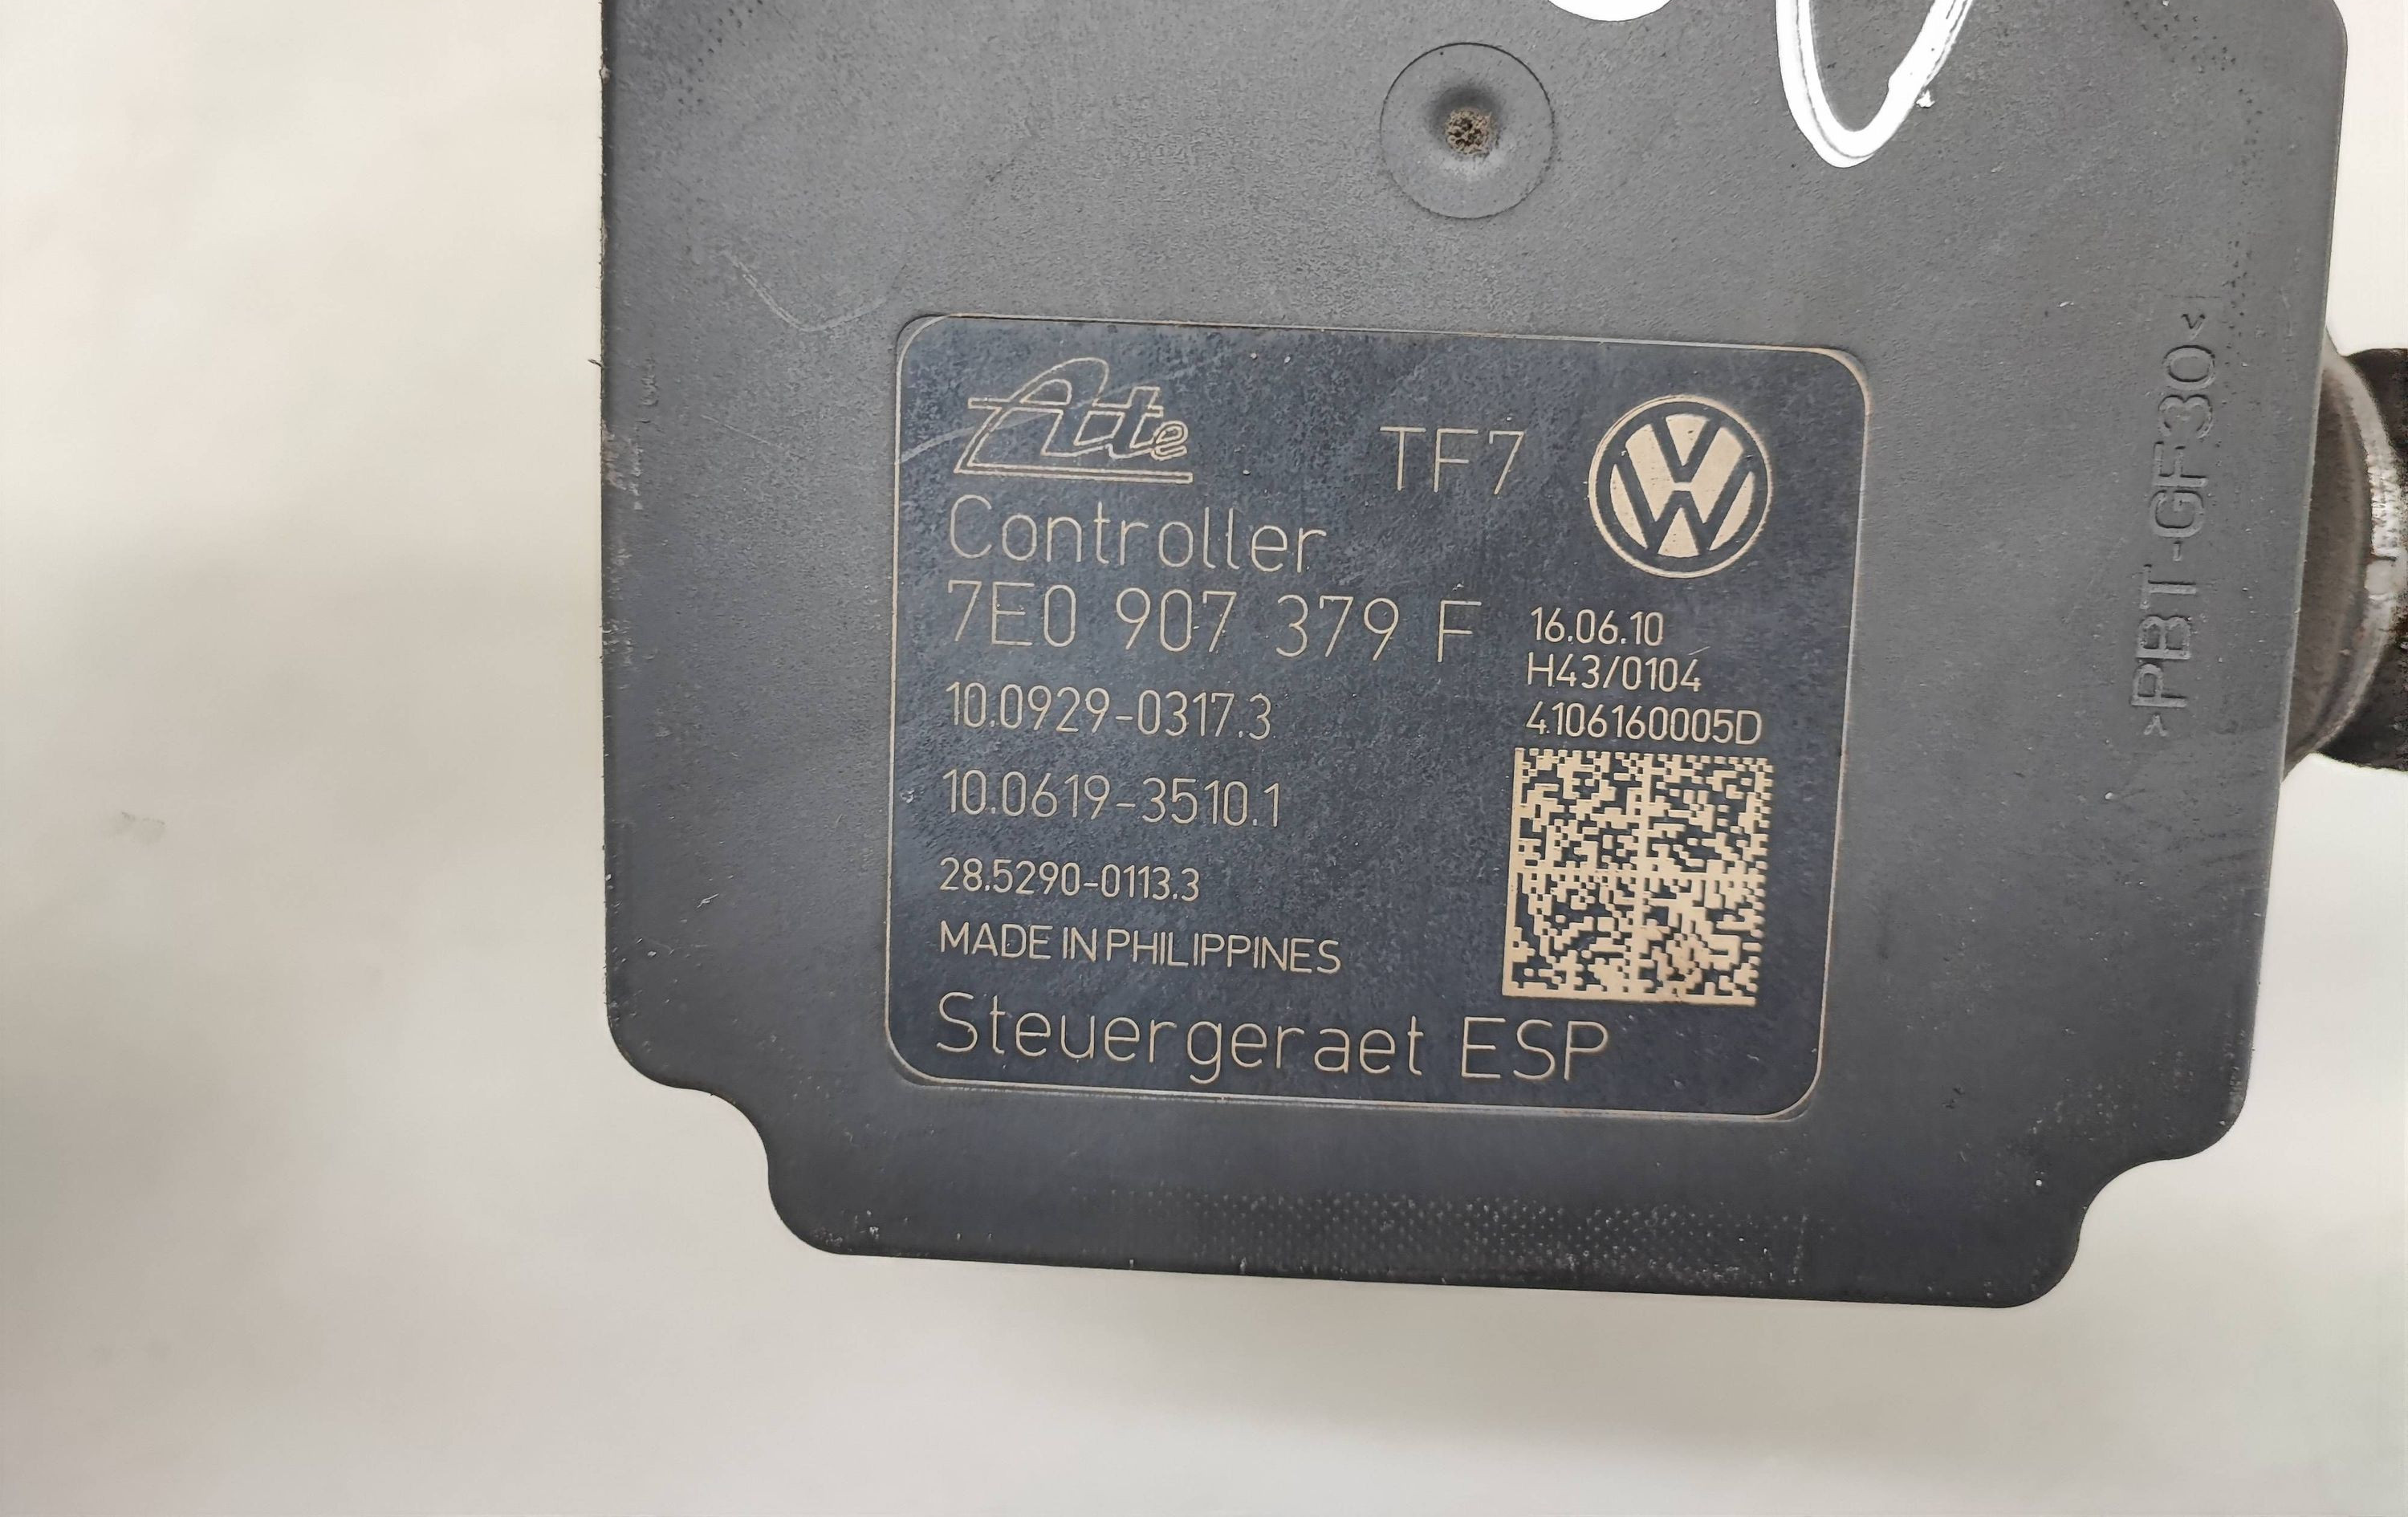 Ate TF7
Controller
7E0 907 379 F
16.06.10
H43/0104
4106160005D
10.0929-0317.3
10.0619-3510.1
28.5290-0113.3
MADE IN PHILIPPINES
Steuergeraet ESP
>PBT-GF30<